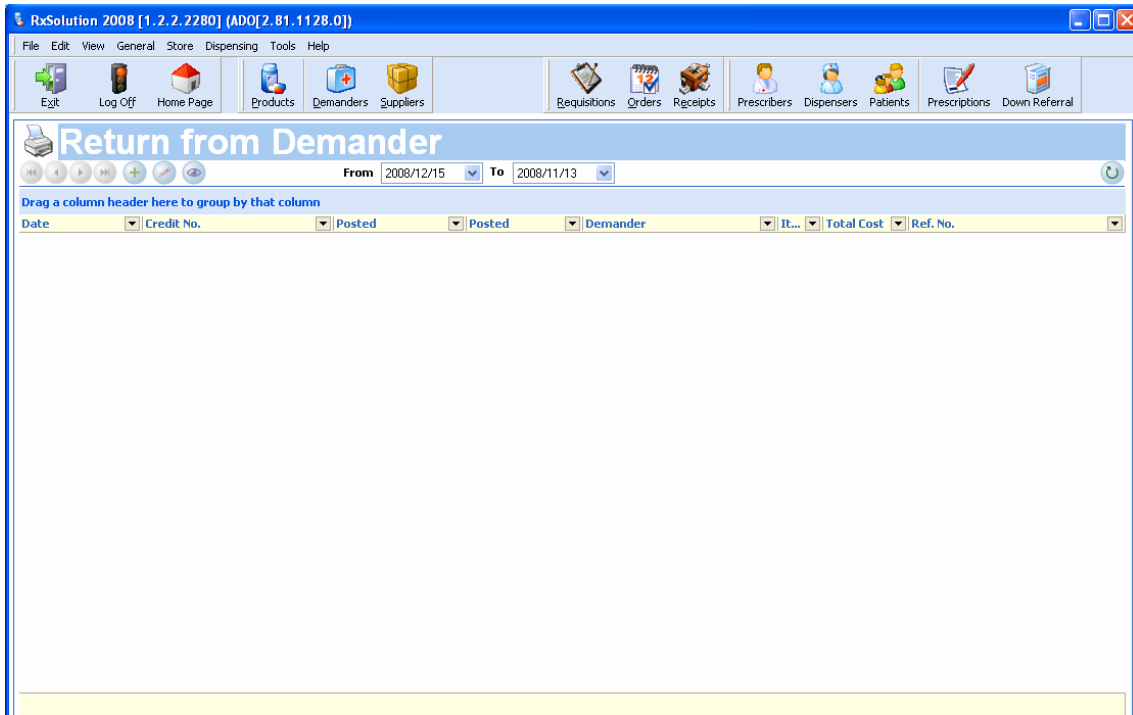 RxSolution 2008 [1.2.2.2280] (ADO[2.81.1128.0])
File Edit View General Store Dispensing Tools Help
Exit Log Off Home Page Products Demanders Suppliers Requisitions Orders Receipts Prescribers Dispensers Patients Prescriptions Down Referral
Return from Demander
From 2008/12/15 To 2008/11/13
Drag a column header here to group by that column
Date Credit No. Posted Posted Demander It... Total Cost Ref. No.